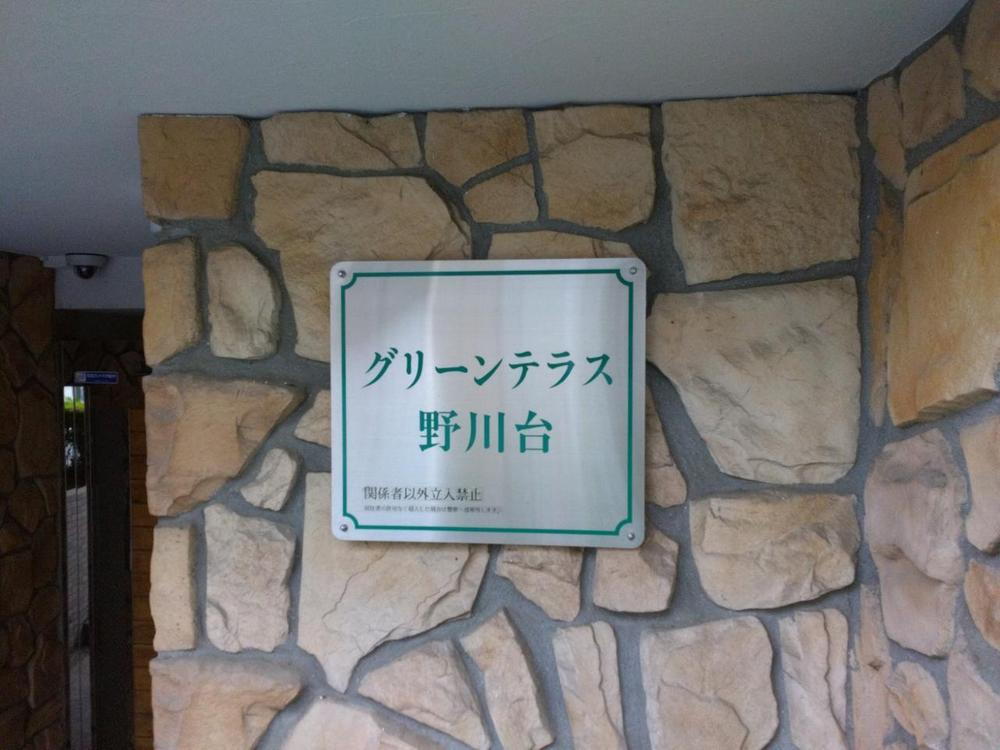 グリーンテラス
野川台
関係者以外立入禁止